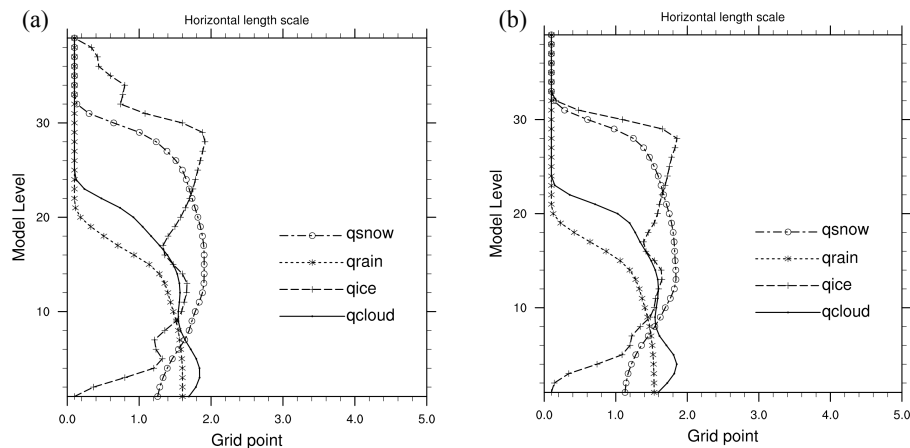 (a)
Horizontal length scale
Model Level
30
20
10
qsnow
qrain
qice
qcloud
0.0 1.0 2.0 3.0 4.0 5.0
Grid point
(b)
Horizontal length scale
Model Level
30
20
10
qsnow
qrain
qice
qcloud
0.0 1.0 2.0 3.0 4.0 5.0
Grid point